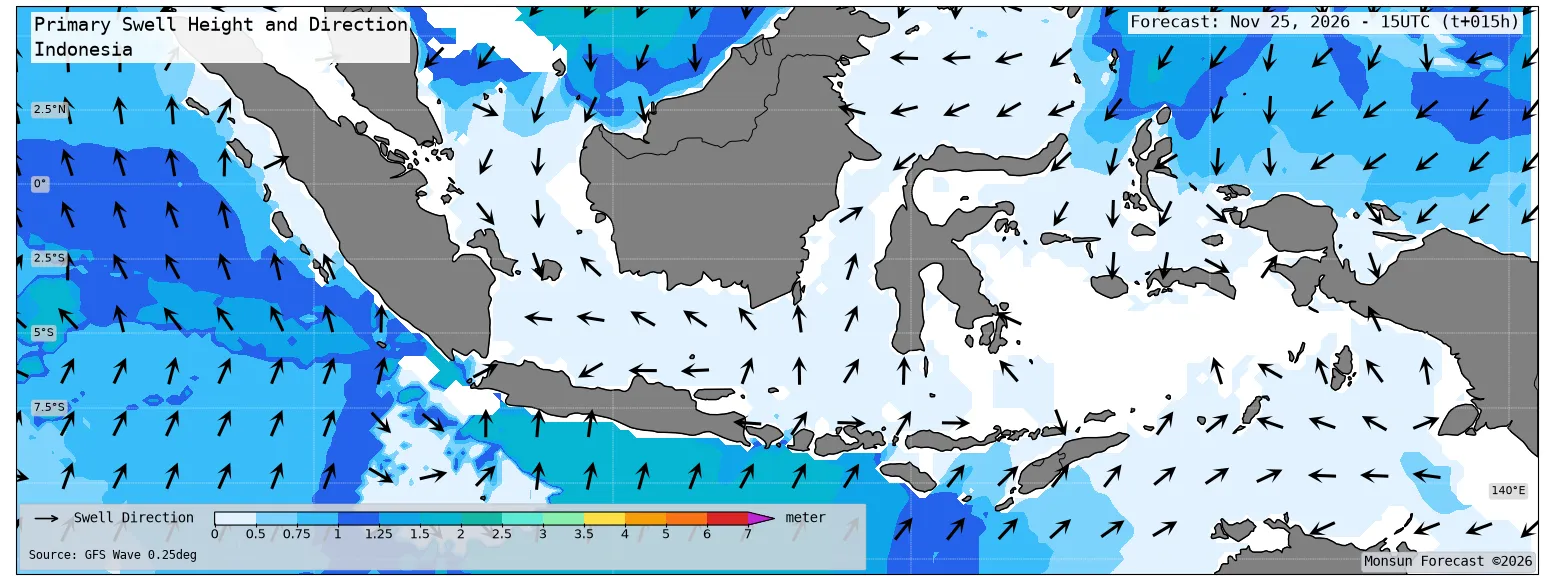 Primary Swell Height and Direction
Indonesia
Forecast: Nov 25, 2026 - 15UTC (t+015h)
2.5°N
0°
2.5°S
5°S
7.5°S
140°E
Swell Direction
0 0.5 0.75 1 1.25 1.5 2 2.5 3 3.5 4 5 6 7
meter
Source: GFS Wave 0.25deg
Monsun Forecast ©2026